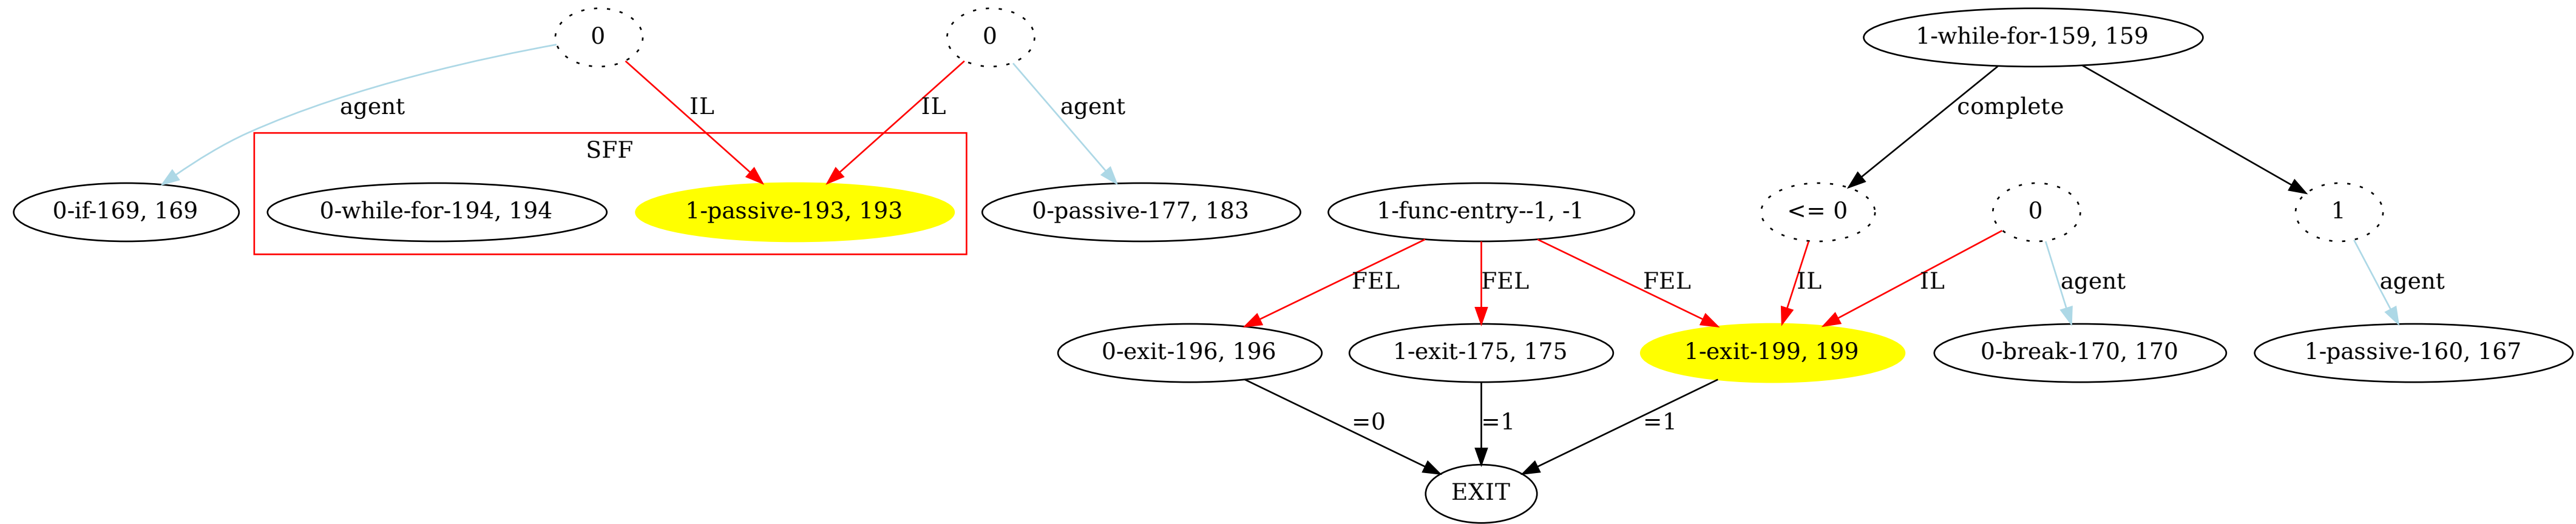 0
0
1-while-for-159, 159
agent
IL
IL
agent
complete
SFF
0-if-169, 169
0-while-for-194, 194
1-passive-193, 193
0-passive-177, 183
1-func-entry--1, -1
<= 0
0
1
FEL
FEL
FEL
IL
IL
agent
agent
0-exit-196, 196
1-exit-175, 175
1-exit-199, 199
0-break-170, 170
1-passive-160, 167
=0
=1
=1
EXIT